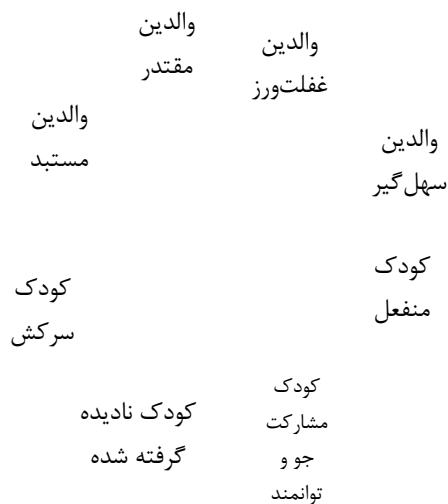 والدین
مقتدر
والدین
غفلت‌ورز
والدین
مستبد
والدین
سهل‌گیر
کودک
منفعل
کودک
سرکش
کودک
مشارکت
جو و
توانمند
کودک نادیده
گرفته شده